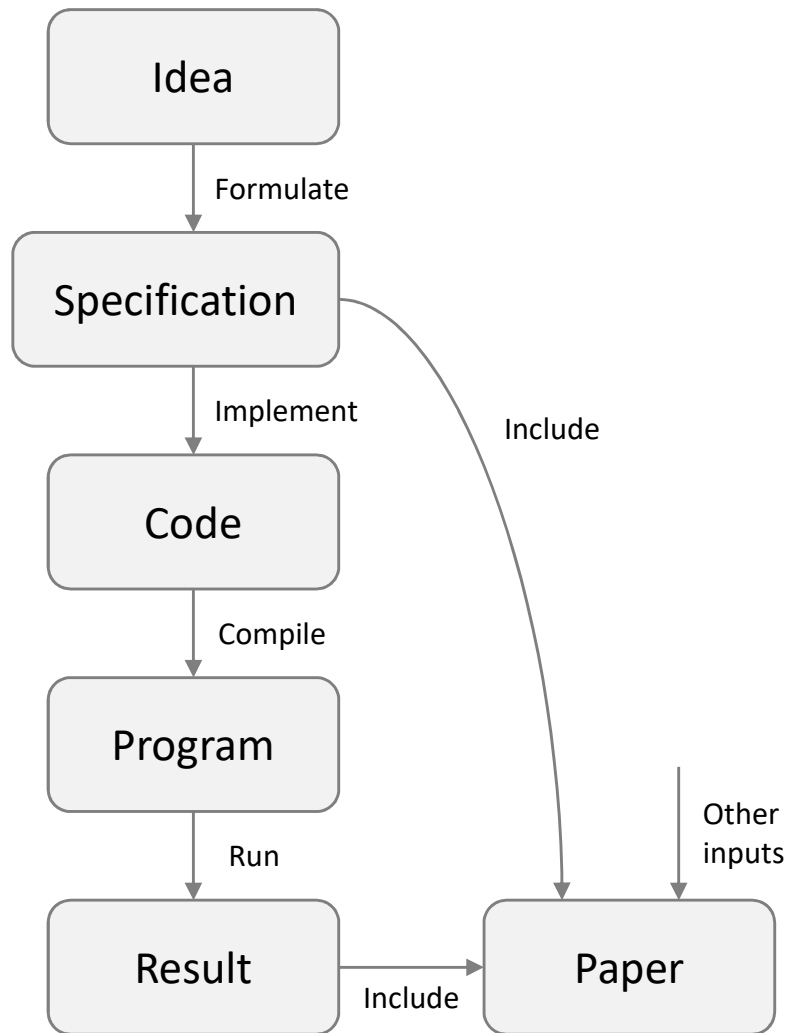 Idea
Formulate
Specification
Implement
Include
Code
Compile
Program
Other
inputs
Run
Result
Include
Paper